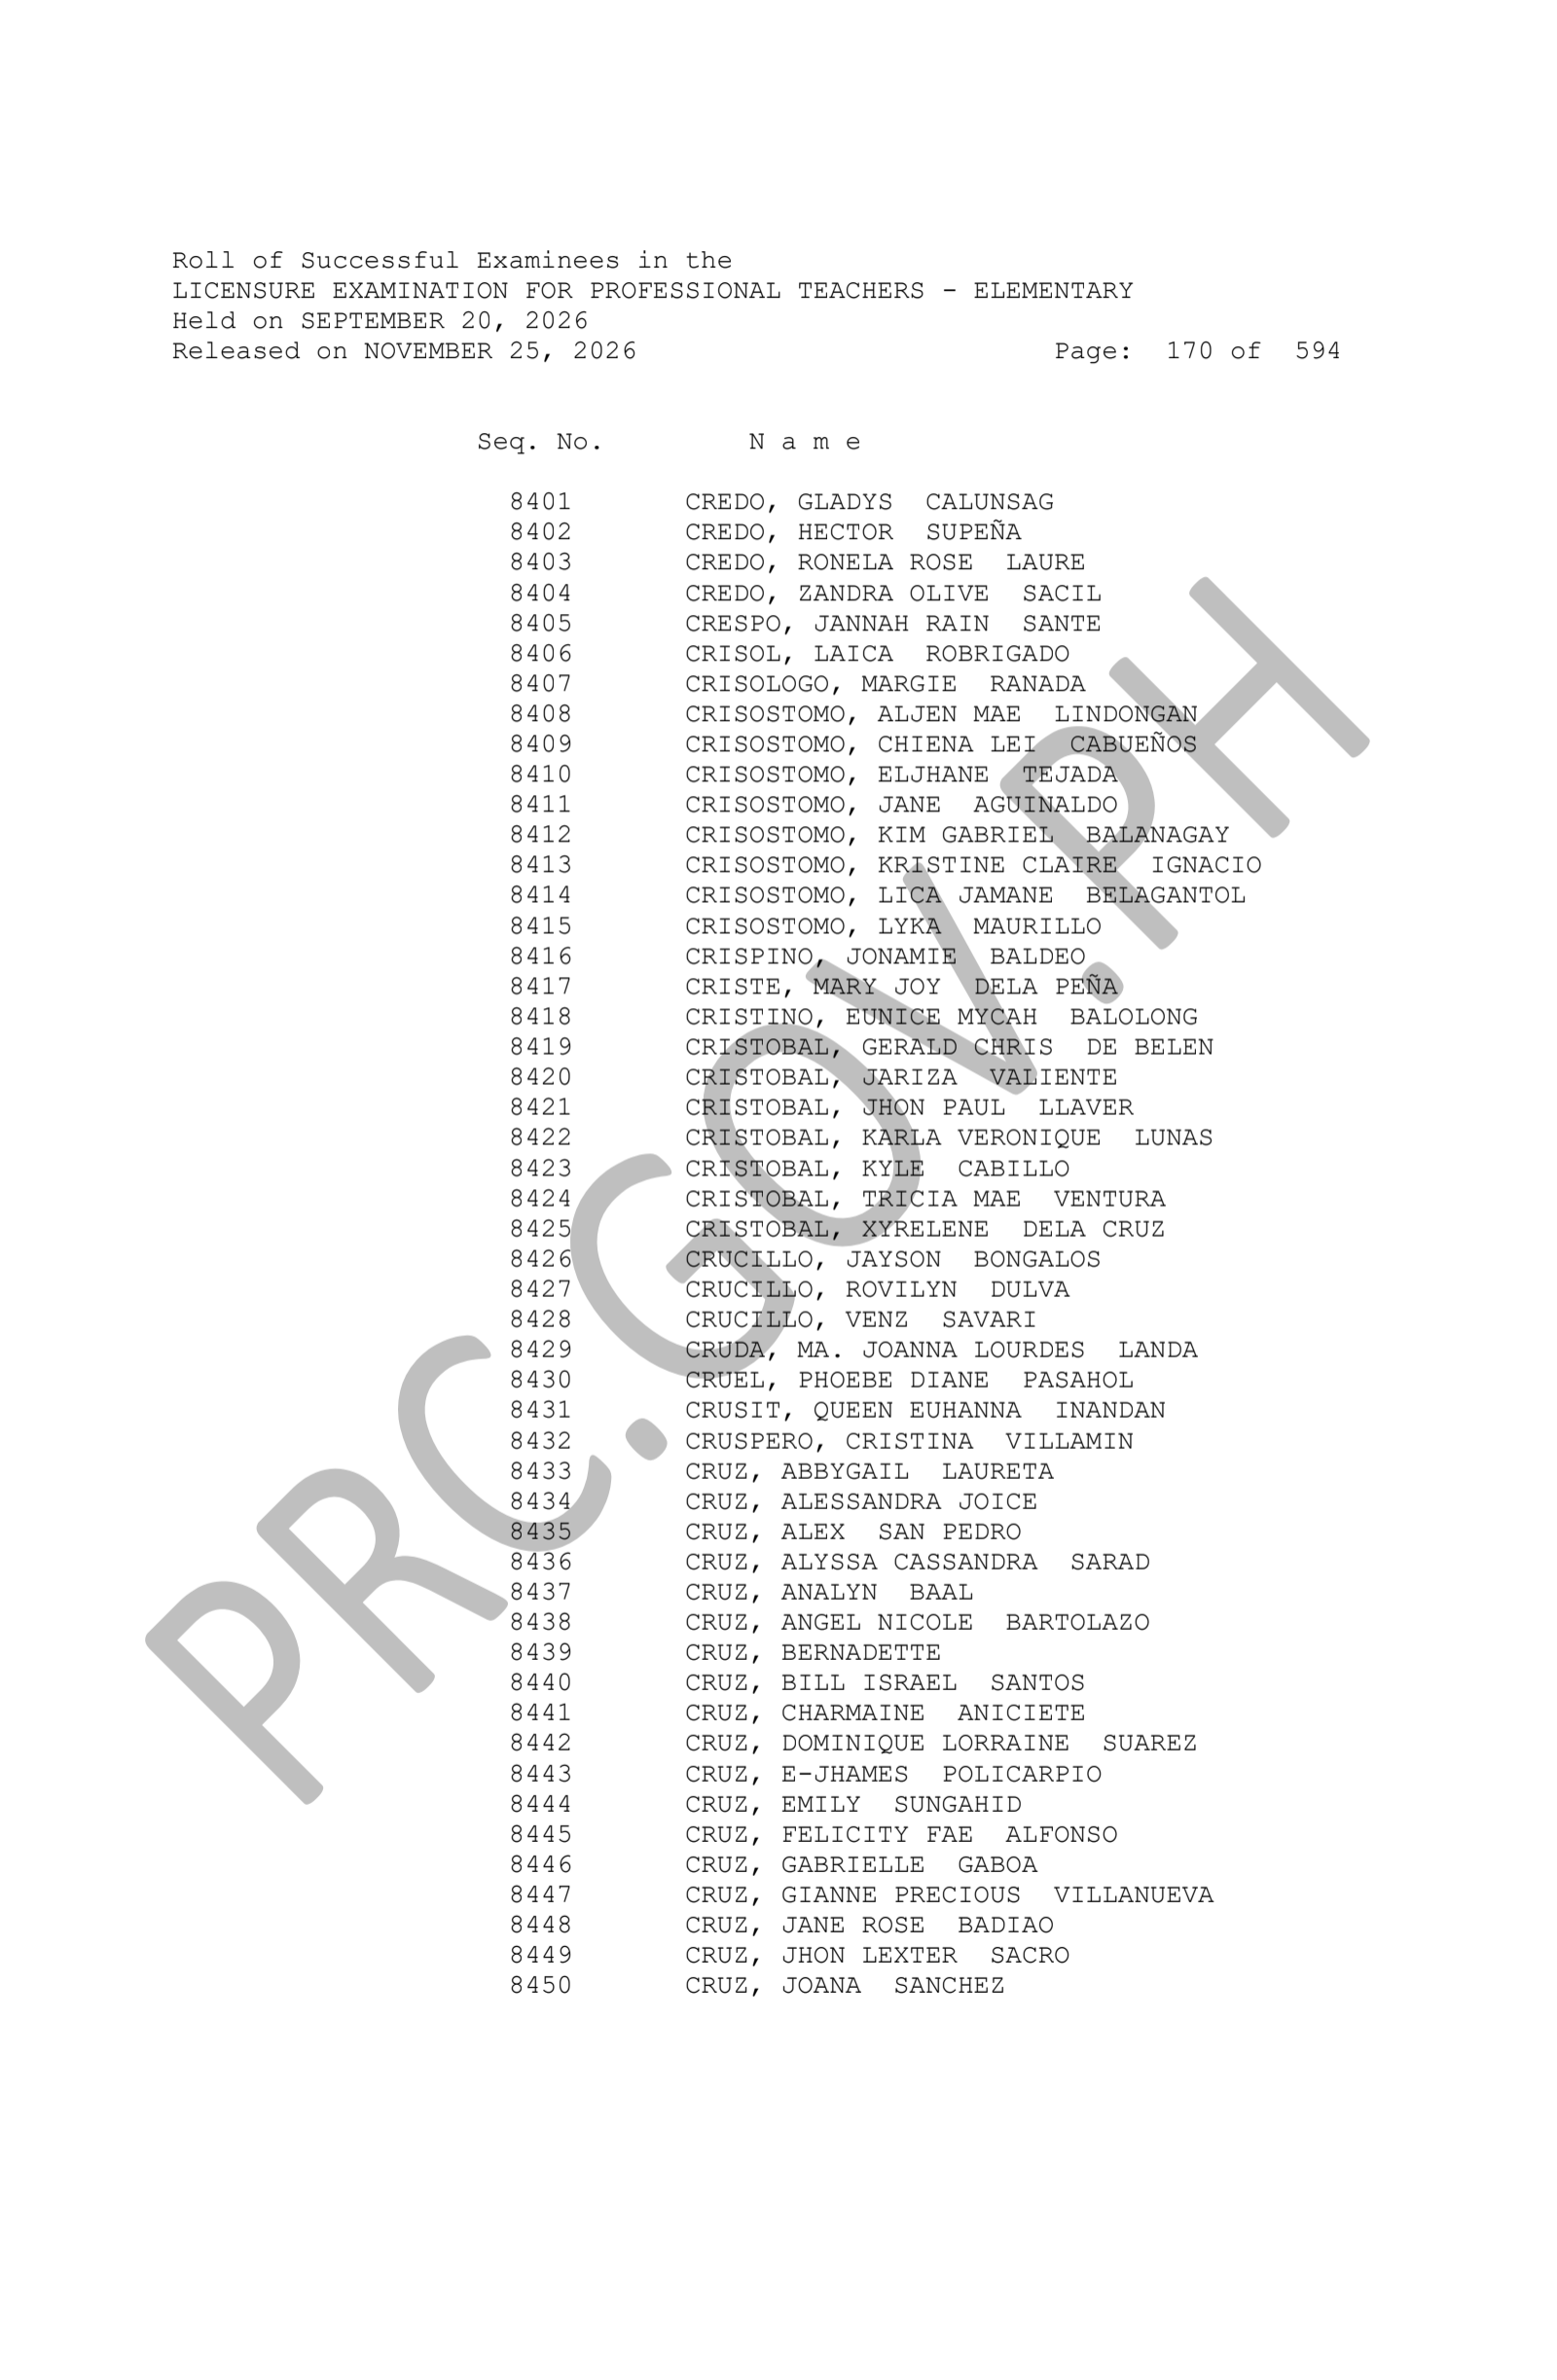 Roll of Successful Examinees in the
LICENSURE EXAMINATION FOR PROFESSIONAL TEACHERS - ELEMENTARY
Held on SEPTEMBER 20, 2026
Released on NOVEMBER 25, 2026 Page: 170 of 594
Seq. No. N a m e
8401 CREDO, GLADYS CALUNSAG
8402 CREDO, HECTOR SUPEÑA
8403 CREDO, RONELA ROSE LAURE
8404 CREDO, ZANDRA OLIVE SACIL
8405 CRESPO, JANNAH RAIN SANTE
8406 CRISOL, LAICA ROBRIGADO
8407 CRISOLOGO, MARGIE RANADA
8408 CRISOSTOMO, ALJEN MAE LINDONGAN
8409 CRISOSTOMO, CHIENA LEI CABUEÑOS
8410 CRISOSTOMO, ELJHANE TEJADA
8411 CRISOSTOMO, JANE AGUINALDO
8412 CRISOSTOMO, KIM GABRIEL BALANAGAY
8413 CRISOSTOMO, KRISTINE CLAIRE IGNACIO
8414 CRISOSTOMO, LICA JAMANE BELAGANTOL
8415 CRISOSTOMO, LYKA MAURILLO
8416 CRISPINO, JONAMIE BALDEO
8417 CRISTE, MARY JOY DELA PEÑA
8418 CRISTINO, EUNICE MYCAH BALOLONG
8419 CRISTOBAL, GERALD CHRIS DE BELEN
8420 CRISTOBAL, JARIZA VALIENTE
8421 CRISTOBAL, JHON PAUL LLAVER
8422 CRISTOBAL, KARLA VERONIQUE LUNAS
8423 CRISTOBAL, KYLE CABILLO
8424 CRISTOBAL, TRICIA MAE VENTURA
8425 CRISTOBAL, XYRELENE DELA CRUZ
8426 CRUCILLO, JAYSON BONGALOS
8427 CRUCILLO, ROVILYN DULVA
8428 CRUCILLO, VENZ SAVARI
8429 CRUDA, MA. JOANNA LOURDES LANDA
8430 CRUEL, PHOEBE DIANE PASAHOL
8431 CRUSIT, QUEEN EUHANNA INANDAN
8432 CRUSPERO, CRISTINA VILLAMIN
8433 CRUZ, ABBYGAIL LAURETA
8434 CRUZ, ALESSANDRA JOICE
8435 CRUZ, ALEX SAN PEDRO
8436 CRUZ, ALYSSA CASSANDRA SARAD
8437 CRUZ, ANALYN BAAL
8438 CRUZ, ANGEL NICOLE BARTOLAZO
8439 CRUZ, BERNADETTE
8440 CRUZ, BILL ISRAEL SANTOS
8441 CRUZ, CHARMAINE ANICIETE
8442 CRUZ, DOMINIQUE LORRAINE SUAREZ
8443 CRUZ, E-JHAMES POLICARPIO
8444 CRUZ, EMILY SUNGAHID
8445 CRUZ, FELICITY FAE ALFONSO
8446 CRUZ, GABRIELLE GABOA
8447 CRUZ, GIANNE PRECIOUS VILLANUEVA
8448 CRUZ, JANE ROSE BADIAO
8449 CRUZ, JHON LEXTER SACRO
8450 CRUZ, JOANA SANCHEZ
PRC.GOV.PH